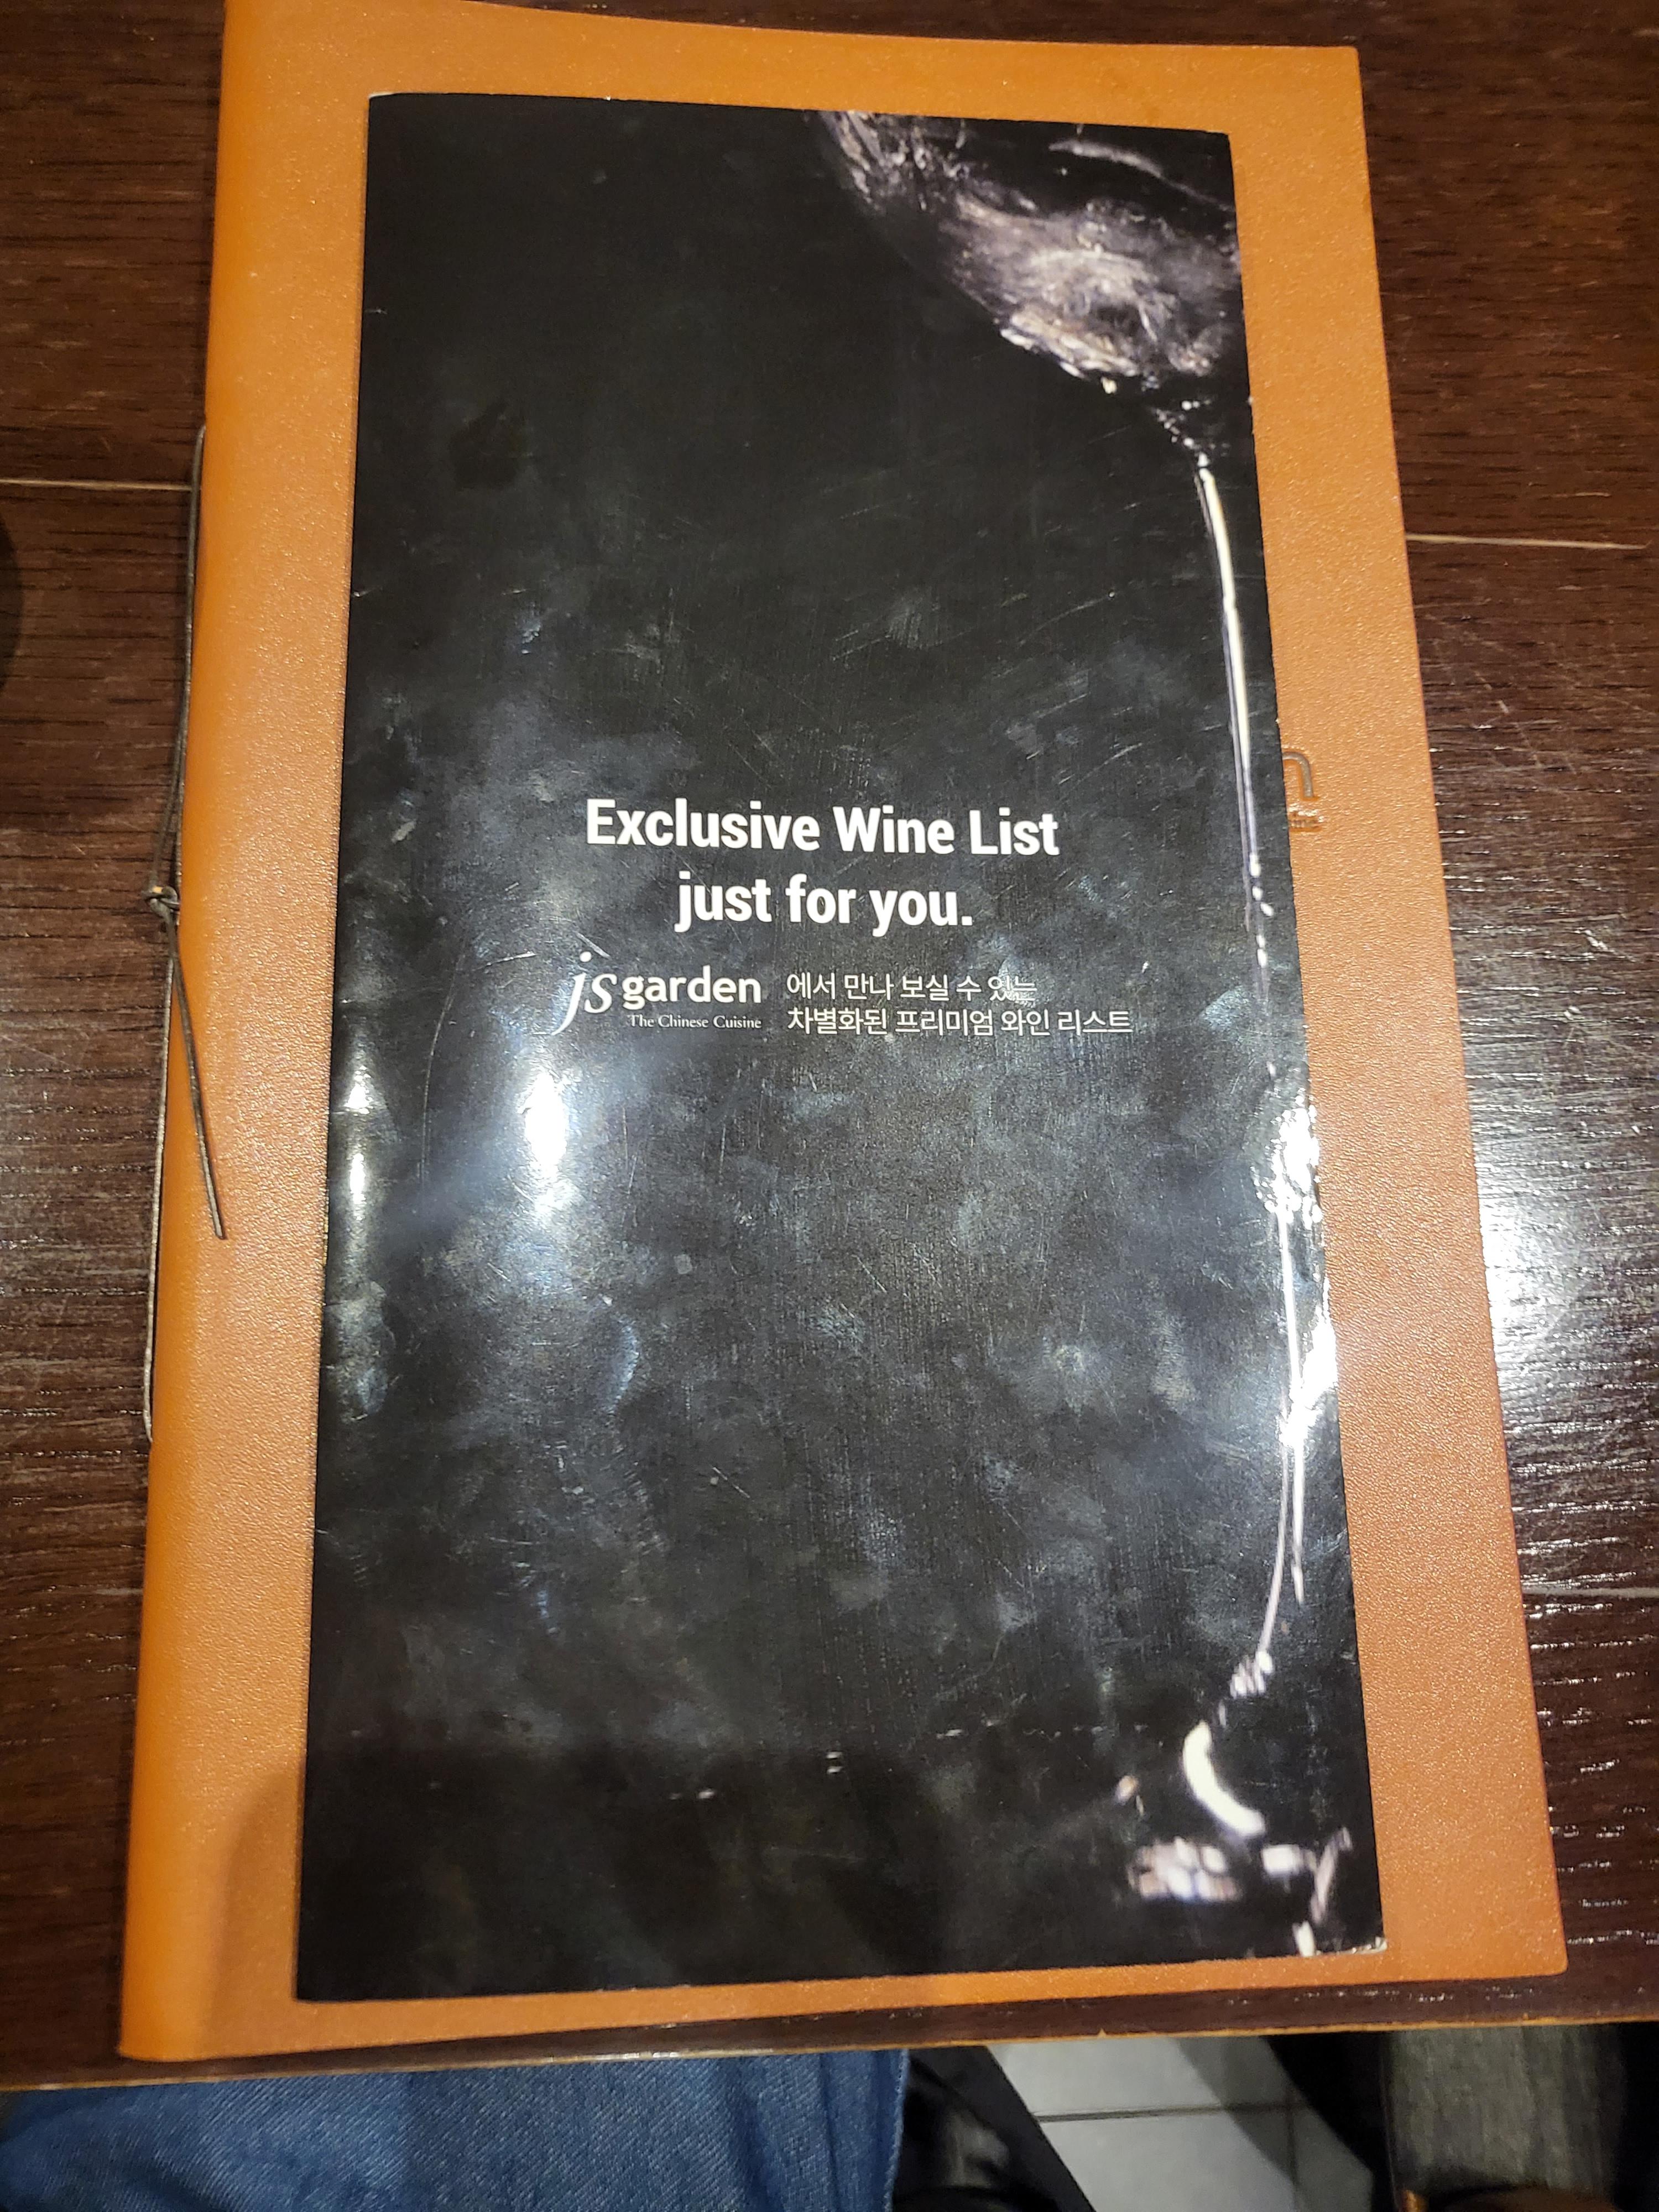 Exclusive Wine List
just for you.
js garden
The Chinese Cuisine
에서 만나 보실 수 있는
차별화된 프리미엄 와인 리스트